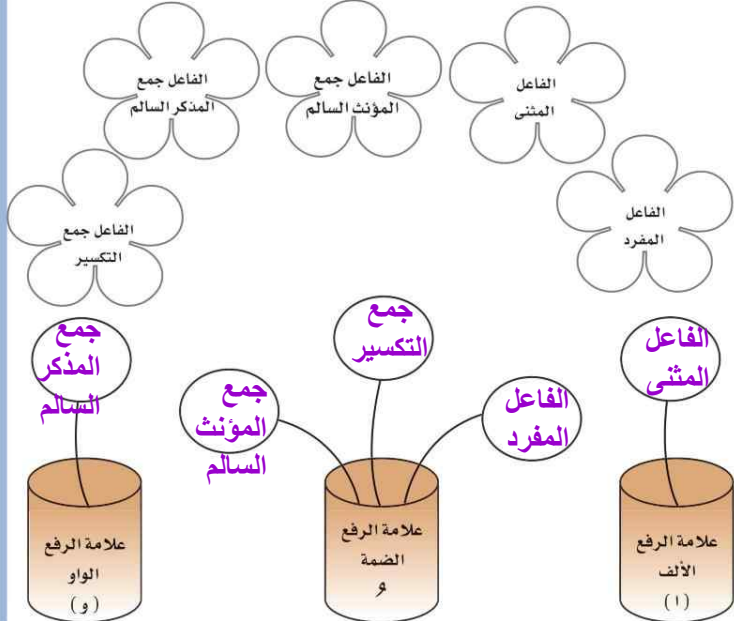 الفاعل
المفرد
الفاعل
المثنى
الفاعل جمع
المؤنث السالم
الفاعل جمع
المذكر السالم
الفاعل جمع
التكسير
الفاعل
المثنى
الفاعل
المفرد
جمع
التكسير
جمع
المؤنث
السالم
جمع
المذكر
السالم
علامة الرفع
الألف
( ا )
علامة الرفع
الضمة
ـُ
علامة الرفع
الواو
( و )